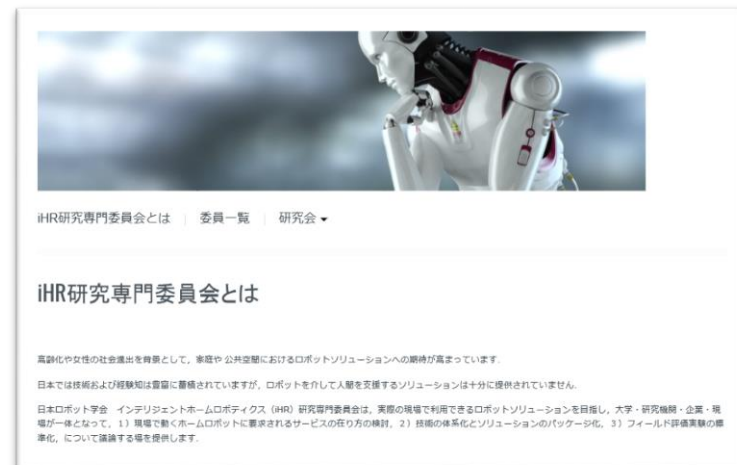 iHR研究専門委員会とは 委員一覧 研究会
iHR研究専門委員会とは
高齢化や女性の社会進出を背景として，家庭や 公共空間におけるロボットソリューションへの期待が高まっています．
日本では技術および経験知は豊富に蓄積されていますが，ロボットを介して人間を支援するソリューションは十分に提供されていません．
日本ロボット学会 インテリジェントホームロボティクス（iHR）研究専門委員会は，実際の現場で利用できるロボットソリューションを目指し，大学・研究機関・企業・現
場が一体となって，１）現場で動くホームロボットに要求されるサービスの在り方の検討，２）技術の体系化とソリューションのパッケージ化，３）フィールド評価実験の標
準化，について議論する場を提供します．